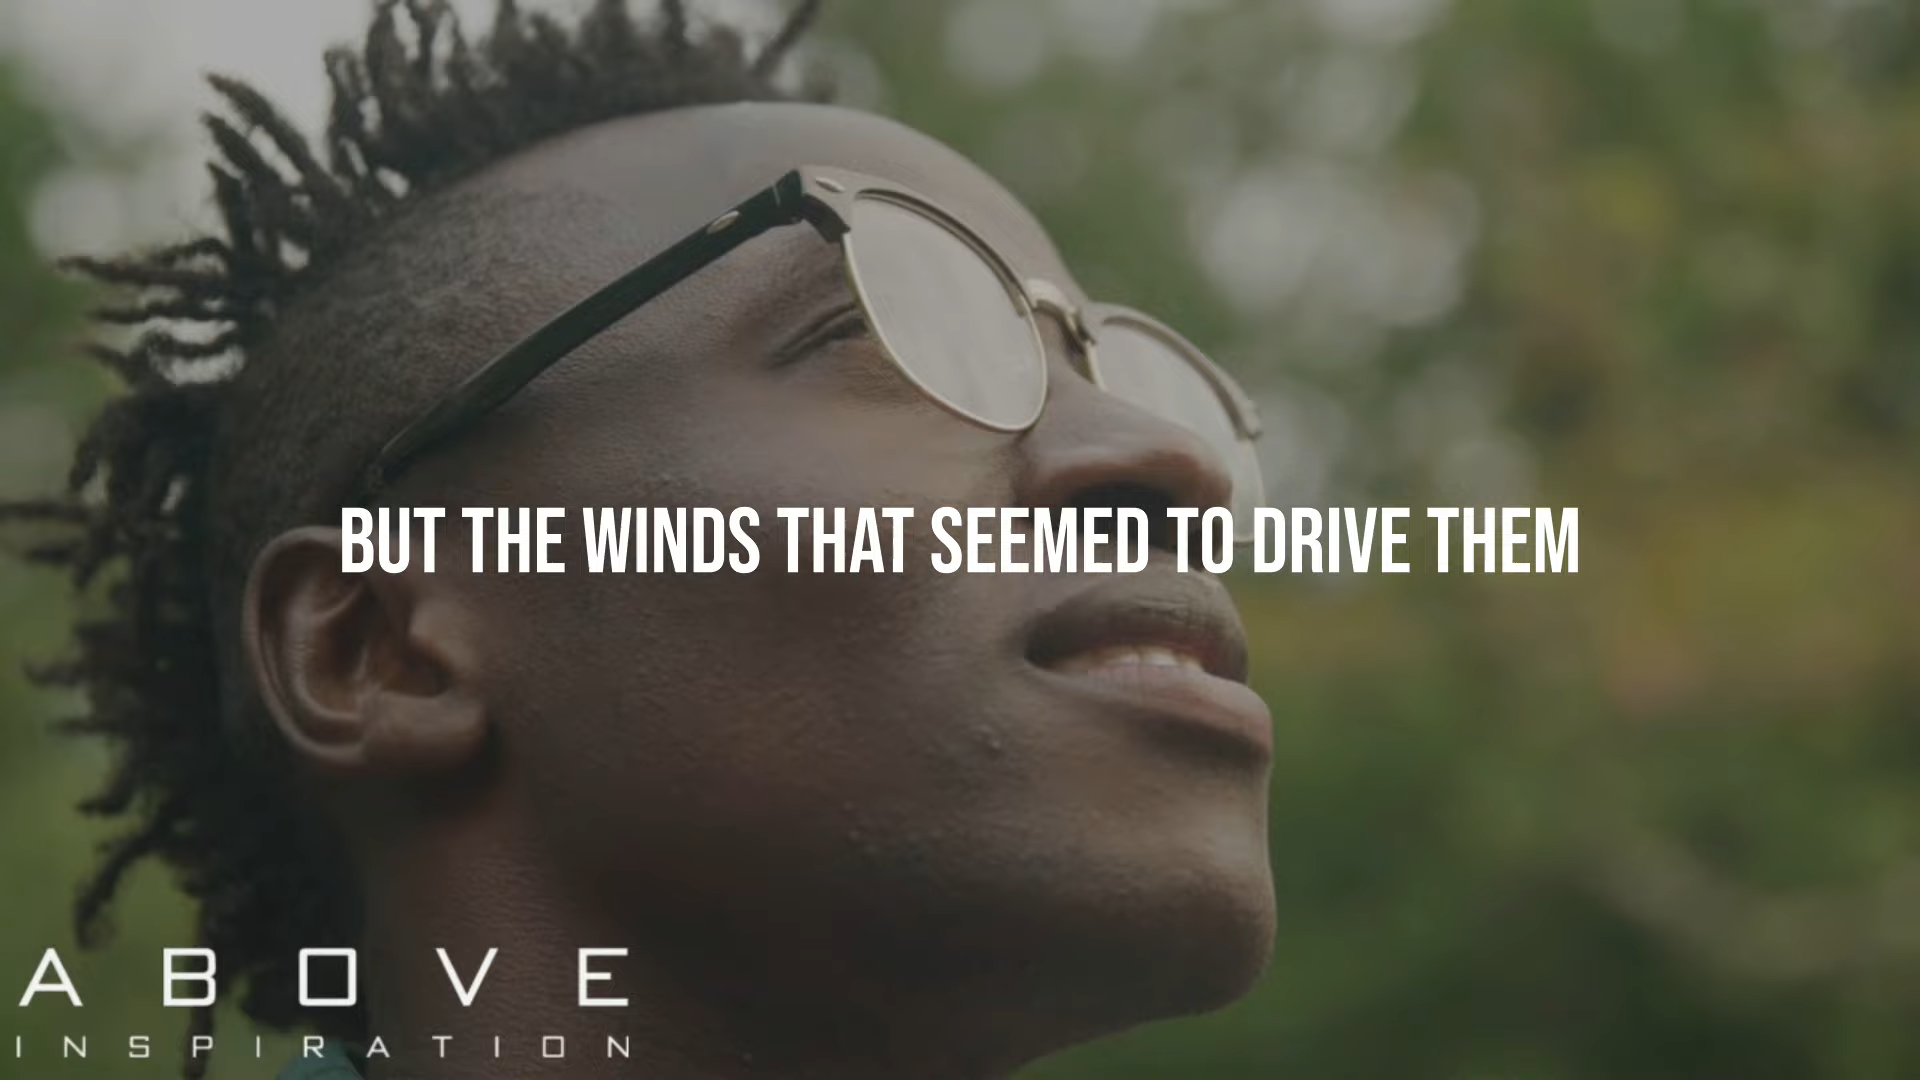 BUT THE WINDS THAT SEEMED TO DRIVE THEM
ABOVE
INSPIRATION